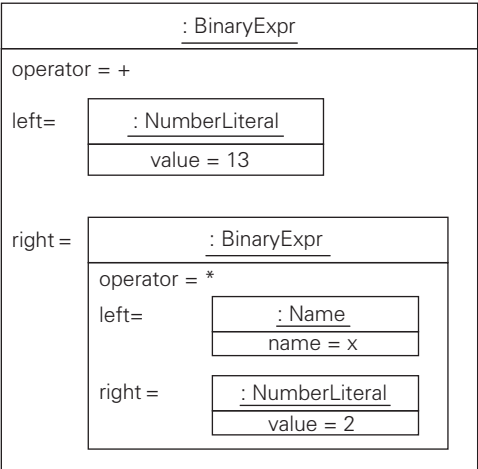 : BinaryExpr
operator = +
left=
: NumberLiteral
value = 13
right =
: BinaryExpr
operator = *
left=
: Name
name = x
right =
: NumberLiteral
value = 2